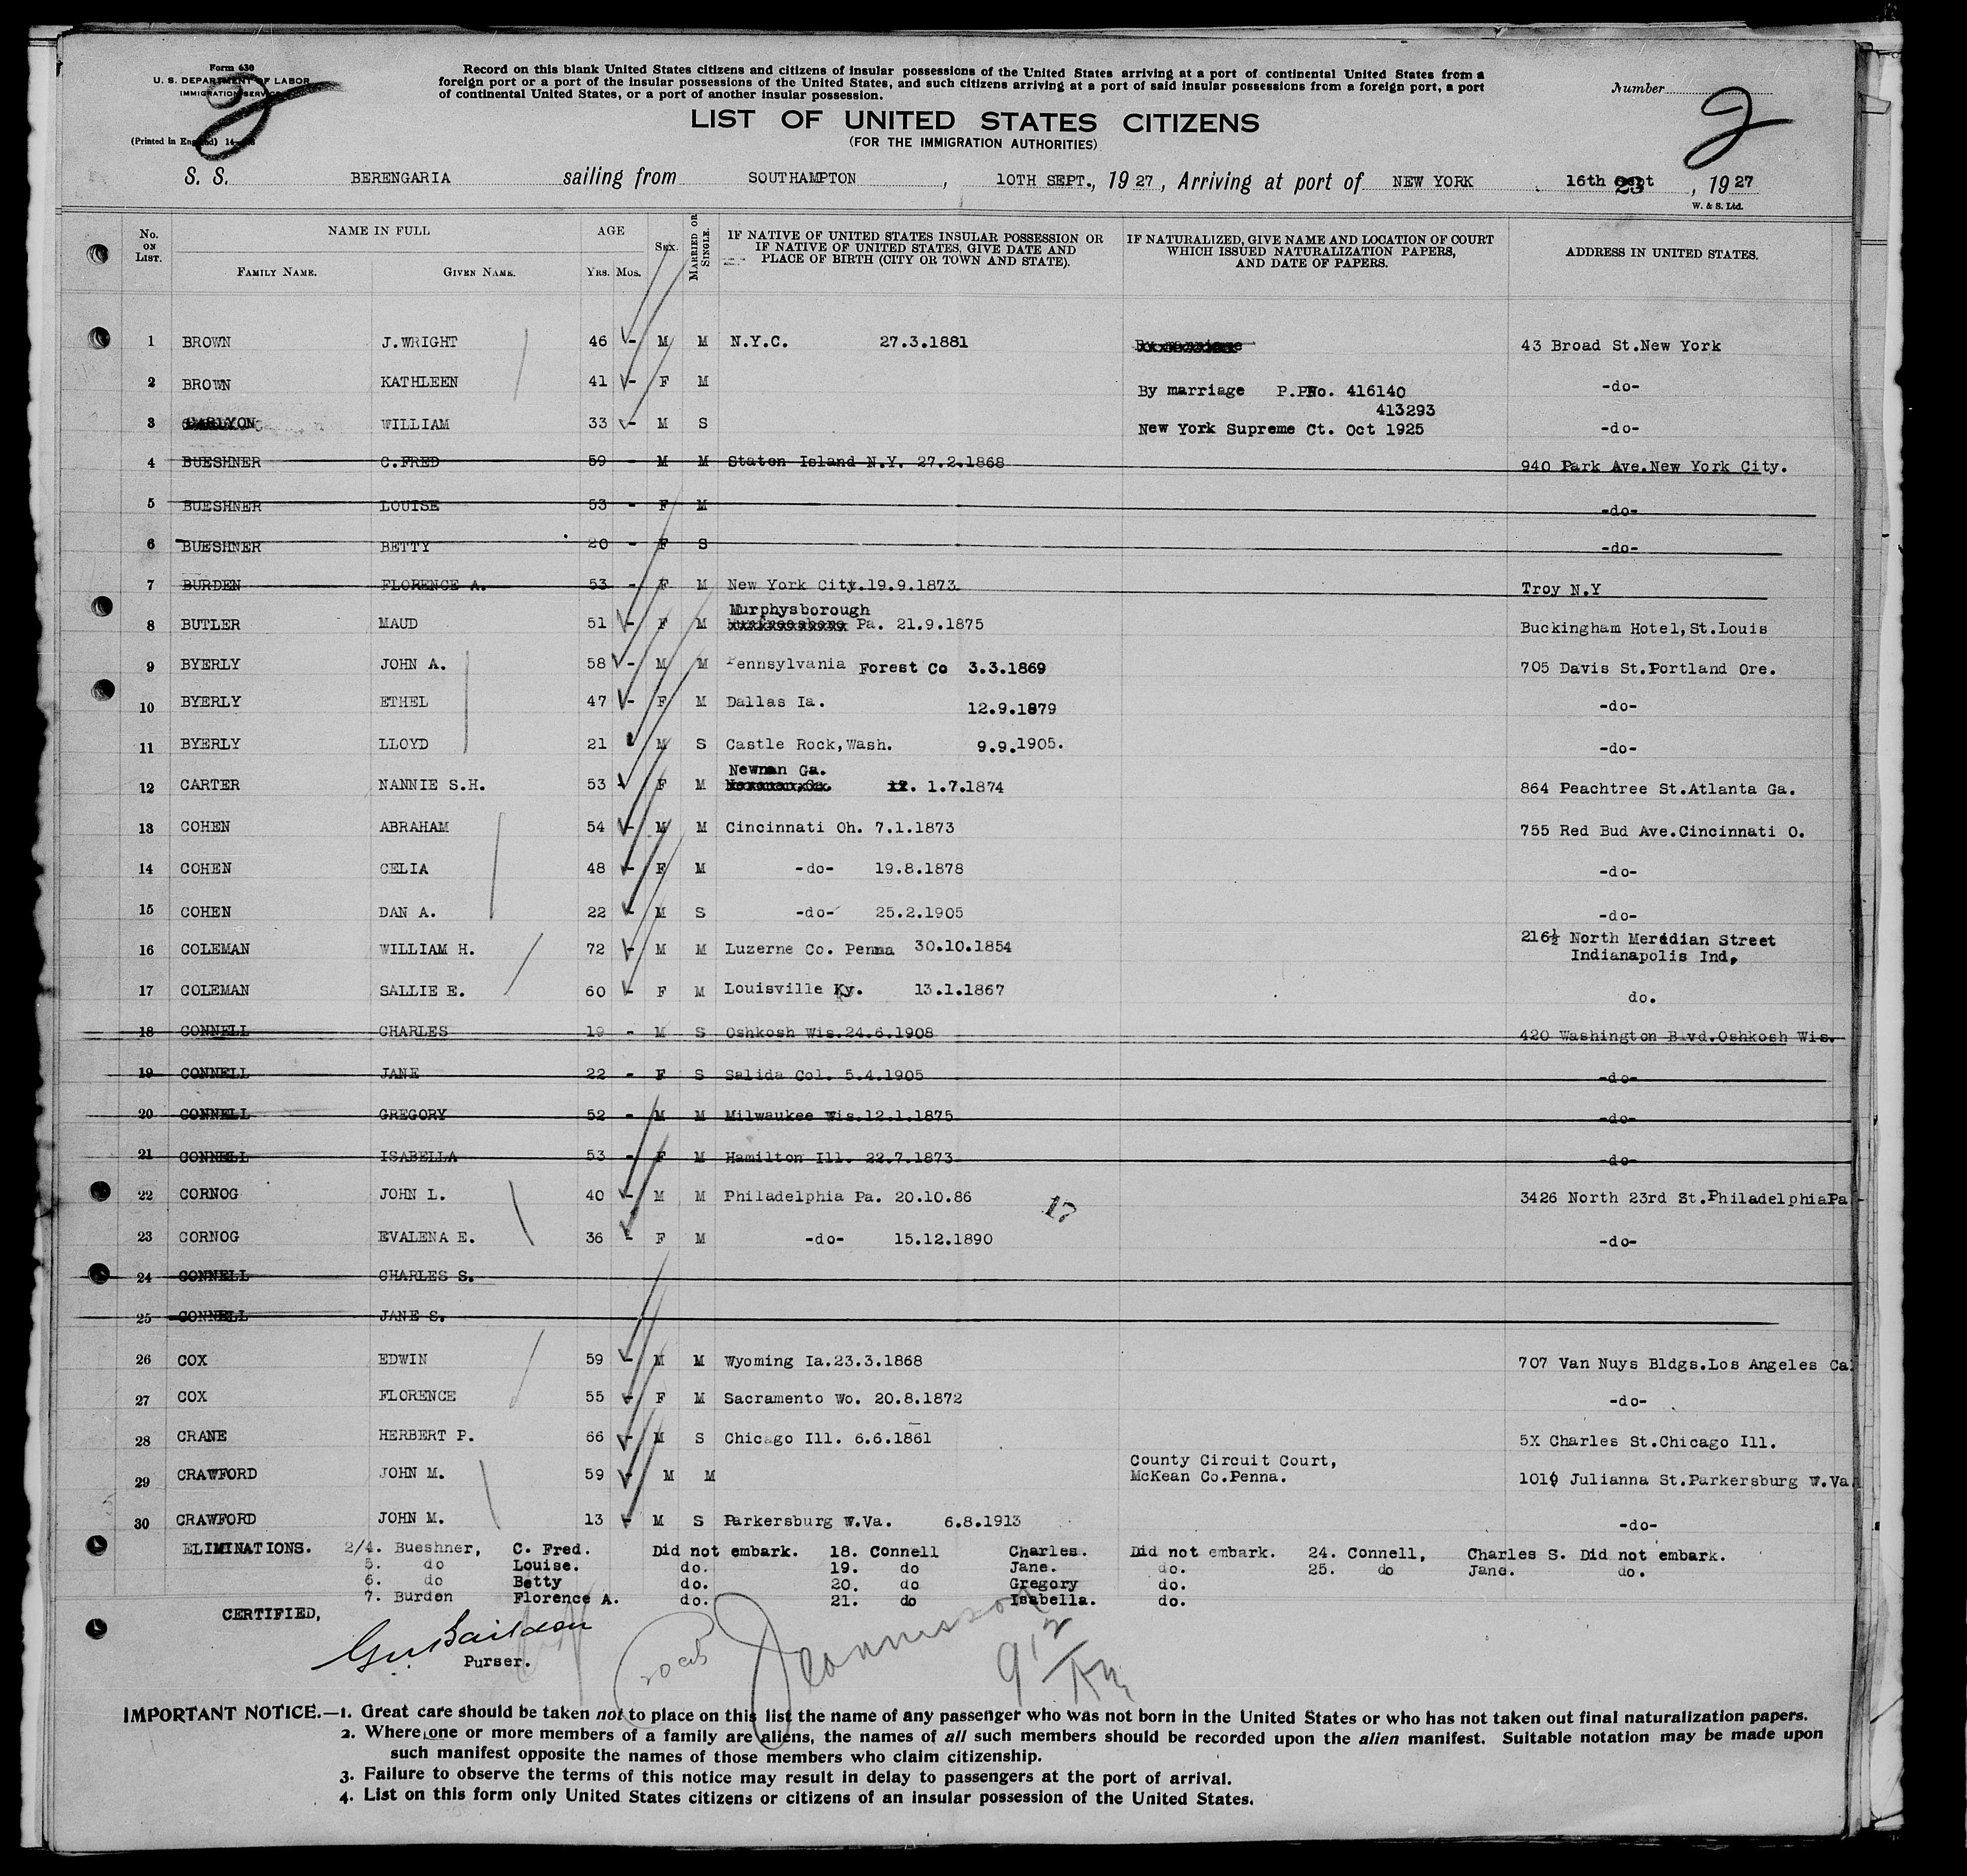 Form 630
U. S. DEPARTMENT OF LABOR
IMMIGRATION SERVICE
(Printed in England)
2
Record on this blank United States citizens and citizens of insular possessions of the United States arriving at a port of continental United States from a
foreign port or a port of the insular possessions of the United States, and such citizens arriving at a port of said insular possessions from a foreign port, a port
of continental United States, or a port of another insular possession.
Number
2
LIST OF UNITED STATES CITIZENS
(FOR THE IMMIGRATION AUTHORITIES)
S. S. BERENGARIA sailing from SOUTHAMPTON, 10TH SEPT., 1927, Arriving at port of NEW YORK 16th Sept 23, 1927
W. & S. Ltd.
No. ON LIST. NAME IN FULL FAMILY NAME. GIVEN NAME. AGE YRS. MOS. SEX. MARRIED OR SINGLE. IF NATIVE OF UNITED STATES INSULAR POSSESSION OR IF NATIVE OF UNITED STATES, GIVE DATE AND PLACE OF BIRTH (CITY OR TOWN AND STATE). IF NATURALIZED, GIVE NAME AND LOCATION OF COURT WHICH ISSUED NATURALIZATION PAPERS, AND DATE OF PAPERS. ADDRESS IN UNITED STATES.
1 BROWN J.WRIGHT 46 - M M N.Y.C. 27.3.1881 By marriage 43 Broad St.New York
2 BROWN KATHLEEN 41 - F M By marriage P.PNo. 416140 -do-
413293
3 CARLYON WILLIAM 33 - M S New York Supreme Ct. Oct 1925 -do-
4 BUESHNER C.FRED 59 - M M Staten Island N.Y. 27.2.1868 940 Park Ave.New York City.
5 BUESHNER LOUISE 53 - F M -do-
6 BUESHNER BETTY 20 - F S -do-
7 BURDEN FLORENCE A. 53 - F M New York City.19.9.1873 Troy N.Y
Murphysborough
8 BUTLER MAUD 51 - F M Pa. 21.9.1875 Buckingham Hotel,St.Louis
9 BYERLY JOHN A. 58 - M M Pennsylvania Forest Co 3.3.1869 705 Davis St.Portland Ore.
10 BYERLY ETHEL 47 - F M Dallas Ia. 12.9.1879 -do-
11 BYERLY LLOYD 21 M S Castle Rock,Wash. 9.9.1905. -do-
Newnan Ga.
12 CARTER NANNIE S.H. 53 - F M 1.7.1874 864 Peachtree St.Atlanta Ga.
13 COHEN ABRAHAM 54 - M M Cincinnati Oh. 7.1.1873 755 Red Bud Ave.Cincinnati O.
14 COHEN CELIA 48 - F M -do- 19.8.1878 -do-
15 COHEN DAN A. 22 - M S -do- 25.2.1905 -do-
16 COLEMAN WILLIAM H. 72 - M M Luzerne Co. Penna 30.10.1854 216½ North Meridian Street
Indianapolis Ind,
17 COLEMAN SALLIE E. 60 - F M Louisville Ky. 13.1.1867 do.
18 CONNELL CHARLES 19 - M S Oshkosh Wis.24.6.1908 420 Washington Blvd.Oshkosh Wis.
19 CONNELL JANE 22 - F S Salida Col. 5.4.1905 -do-
20 CONNELL GREGORY 52 - M M Milwaukee Wis.12.1.1875 -do-
21 CONNELL ISABELLA 53 - F M Hamilton Ill. 22.7.1873 -do-
22 CORNOG JOHN L. 40 - M M Philadelphia Pa. 20.10.86 3426 North 23rd St.PhiladelphiaPa
17
23 CORNOG EVALENA E. 36 - F M -do- 15.12.1890 -do-
24 CONNELL CHARLES S.
25 CONNELL JANE S.
26 COX EDWIN 59 - M M Wyoming Ia.23.3.1868 707 Van Nuys Bldgs.Los Angeles Ca
27 COX FLORENCE 55 - F M Sacramento Wo. 20.8.1872 -do-
28 CRANE HERBERT P. 66 - M S Chicago Ill. 6.6.1861 5X Charles St.Chicago Ill.
29 CRAWFORD JOHN M. 59 - M M County Circuit Court,
McKean Co.Penna. Julianna St.Parkersburg W.Va
30 CRAWFORD JOHN M. 13 - M S Parkersburg W.Va. 6.8.1913 -do-
ELIMINATIONS. 2/4. Bueshner, C. Fred. Did not embark. 18. Connell Charles. Did not embark. 24. Connell, Charles S. Did not embark.
5. do Louise. do. 19. do Jane. do. 25. do Jane. do.
6. do Betty do. 20. do Gregory do.
7. Burden Florence A. do. 21. do Isabella. do.
CERTIFIED,
Purser.
IMPORTANT NOTICE.—1. Great care should be taken not to place on this list the name of any passenger who was not born in the United States or who has not taken out final naturalization papers.
2. Where one or more members of a family are aliens, the names of all such members should be recorded upon the alien manifest. Suitable notation may be made upon
such manifest opposite the names of those members who claim citizenship.
3. Failure to observe the terms of this notice may result in delay to passengers at the port of arrival.
4. List on this form only United States citizens or citizens of an insular possession of the United States.